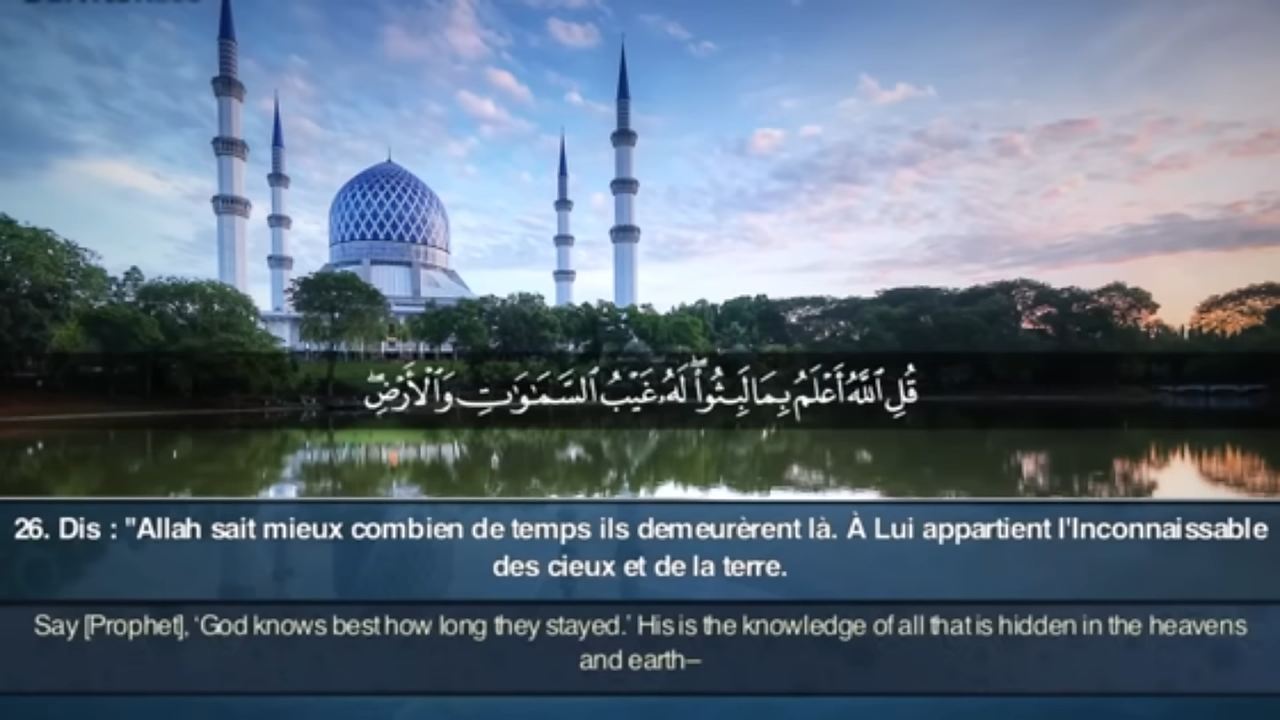 قُلِ ٱللَّهُ أَعْلَمُ بِمَا لَبِثُوا۟ ۖ لَهُۥ غَيْبُ ٱلسَّمَـٰوَٰتِ وَٱلْأَرْضِ ۖ
26. Dis : "Allah sait mieux combien de temps ils demeurèrent là. À Lui appartient l'Inconnaissable
des cieux et de la terre.
Say [Prophet], ‘God knows best how long they stayed.’ His is the knowledge of all that is hidden in the heavens
and earth–